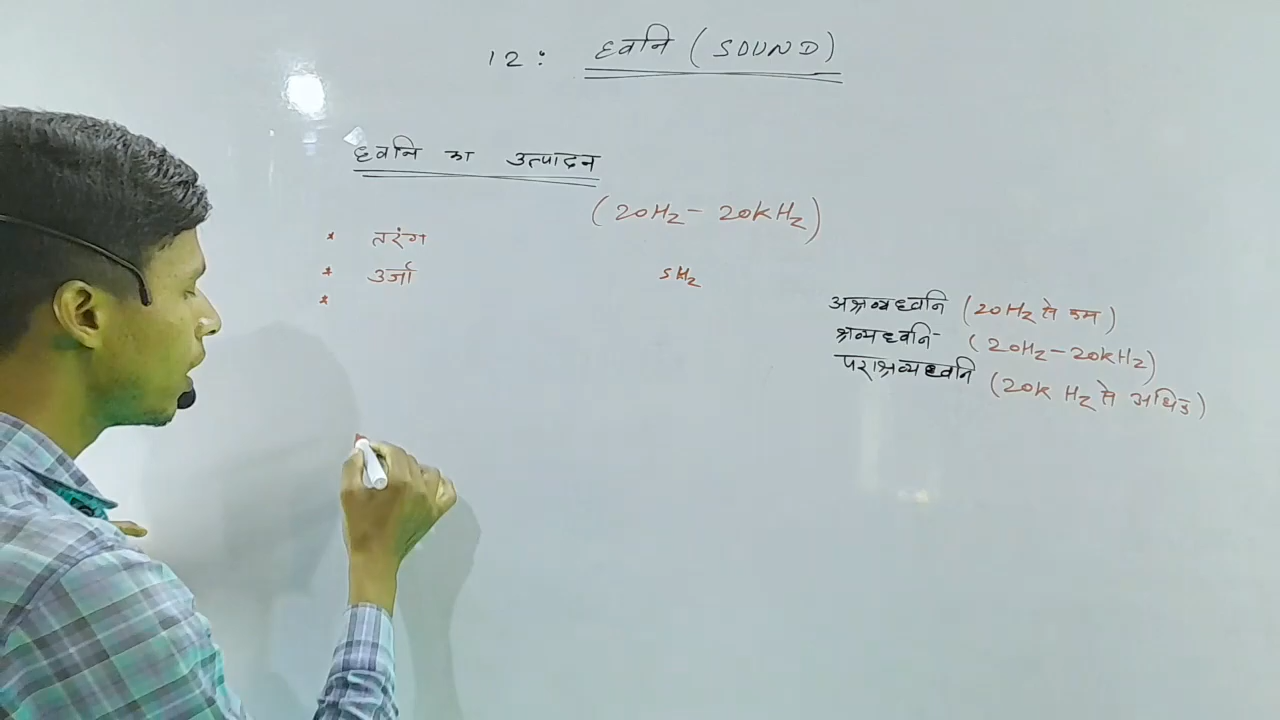 12: ध्वनि (SOUND)
ध्वनि का उत्पादन
(20Hz - 20kHz)
* तरंग
* उर्जा
5Hz
*
अश्रव्यध्वनि (20Hz से कम)
श्रव्यध्वनि- (20Hz-20kHz)
पराश्रव्यध्वनि (20k Hz से अधिक)